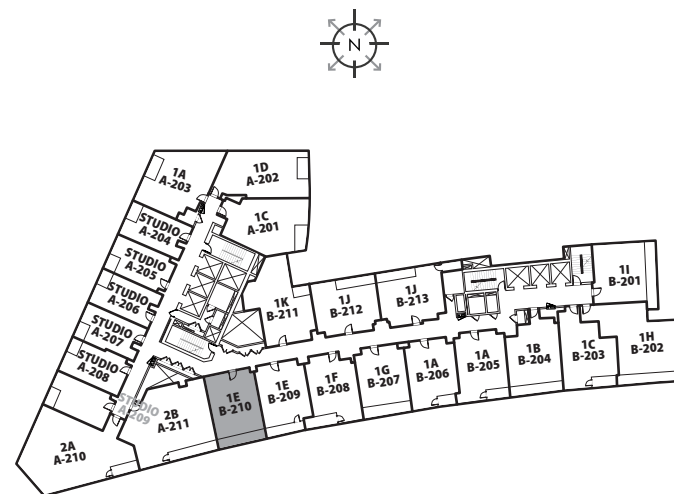 N
1D
A-202
1A
A-203
1C
A-201
STUDIO
A-204
STUDIO
A-205
STUDIO
A-206
STUDIO
A-207
STUDIO
A-208
STUDIO
A-209
2A
A-210
2B
A-211
1E
B-210
1E
B-209
1F
B-208
1G
B-207
1A
B-206
1A
B-205
1B
B-204
1C
B-203
1H
B-202
1I
B-201
1K
B-211
1J
B-212
1J
B-213